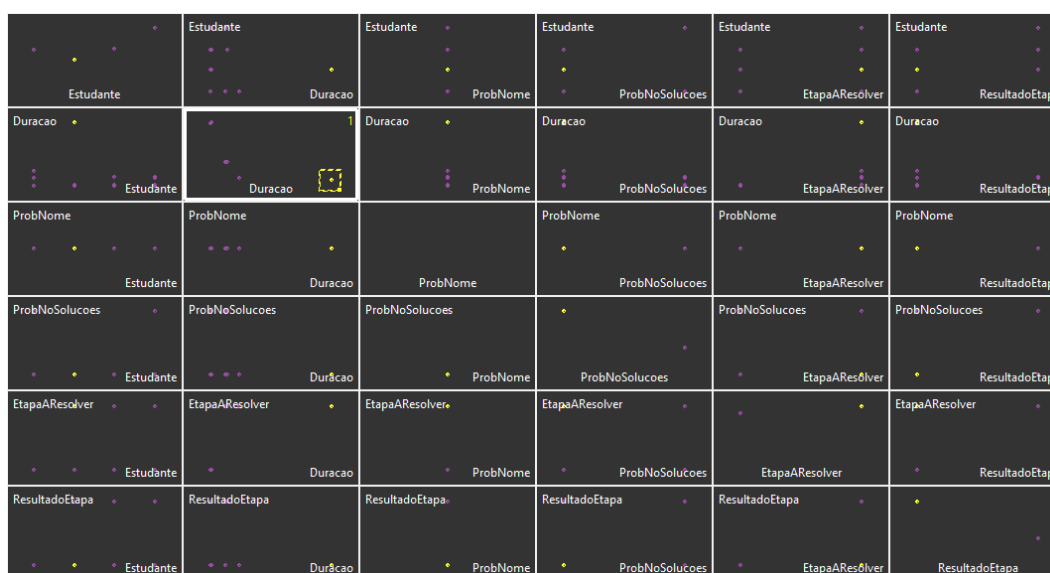 Estudante Estudante Estudante Estudante Estudante
Estudante Duracao ProbNome ProbNoSolucoes EtapaAResolver ResultadoEtap
Duracao 1 Duracao Duracao Duracao Duracao
Estudante Duracao ProbNome ProbNoSolucoes EtapaAResolver ResultadoEtap
ProbNome ProbNome ProbNome ProbNome ProbNome
Estudante Duracao ProbNome ProbNoSolucoes EtapaAResolver ResultadoEtap
ProbNoSolucoes ProbNoSolucoes ProbNoSolucoes ProbNoSolucoes ProbNoSolucoes
Estudante Duracao ProbNome ProbNoSolucoes EtapaAResolver ResultadoEtap
EtapaAResolver EtapaAResolver EtapaAResolver EtapaAResolver EtapaAResolver
Estudante Duracao ProbNome ProbNoSolucoes EtapaAResolver ResultadoEtap
ResultadoEtapa ResultadoEtapa ResultadoEtapa ResultadoEtapa ResultadoEtapa
Estudante Duracao ProbNome ProbNoSolucoes EtapaAResolver ResultadoEtapa